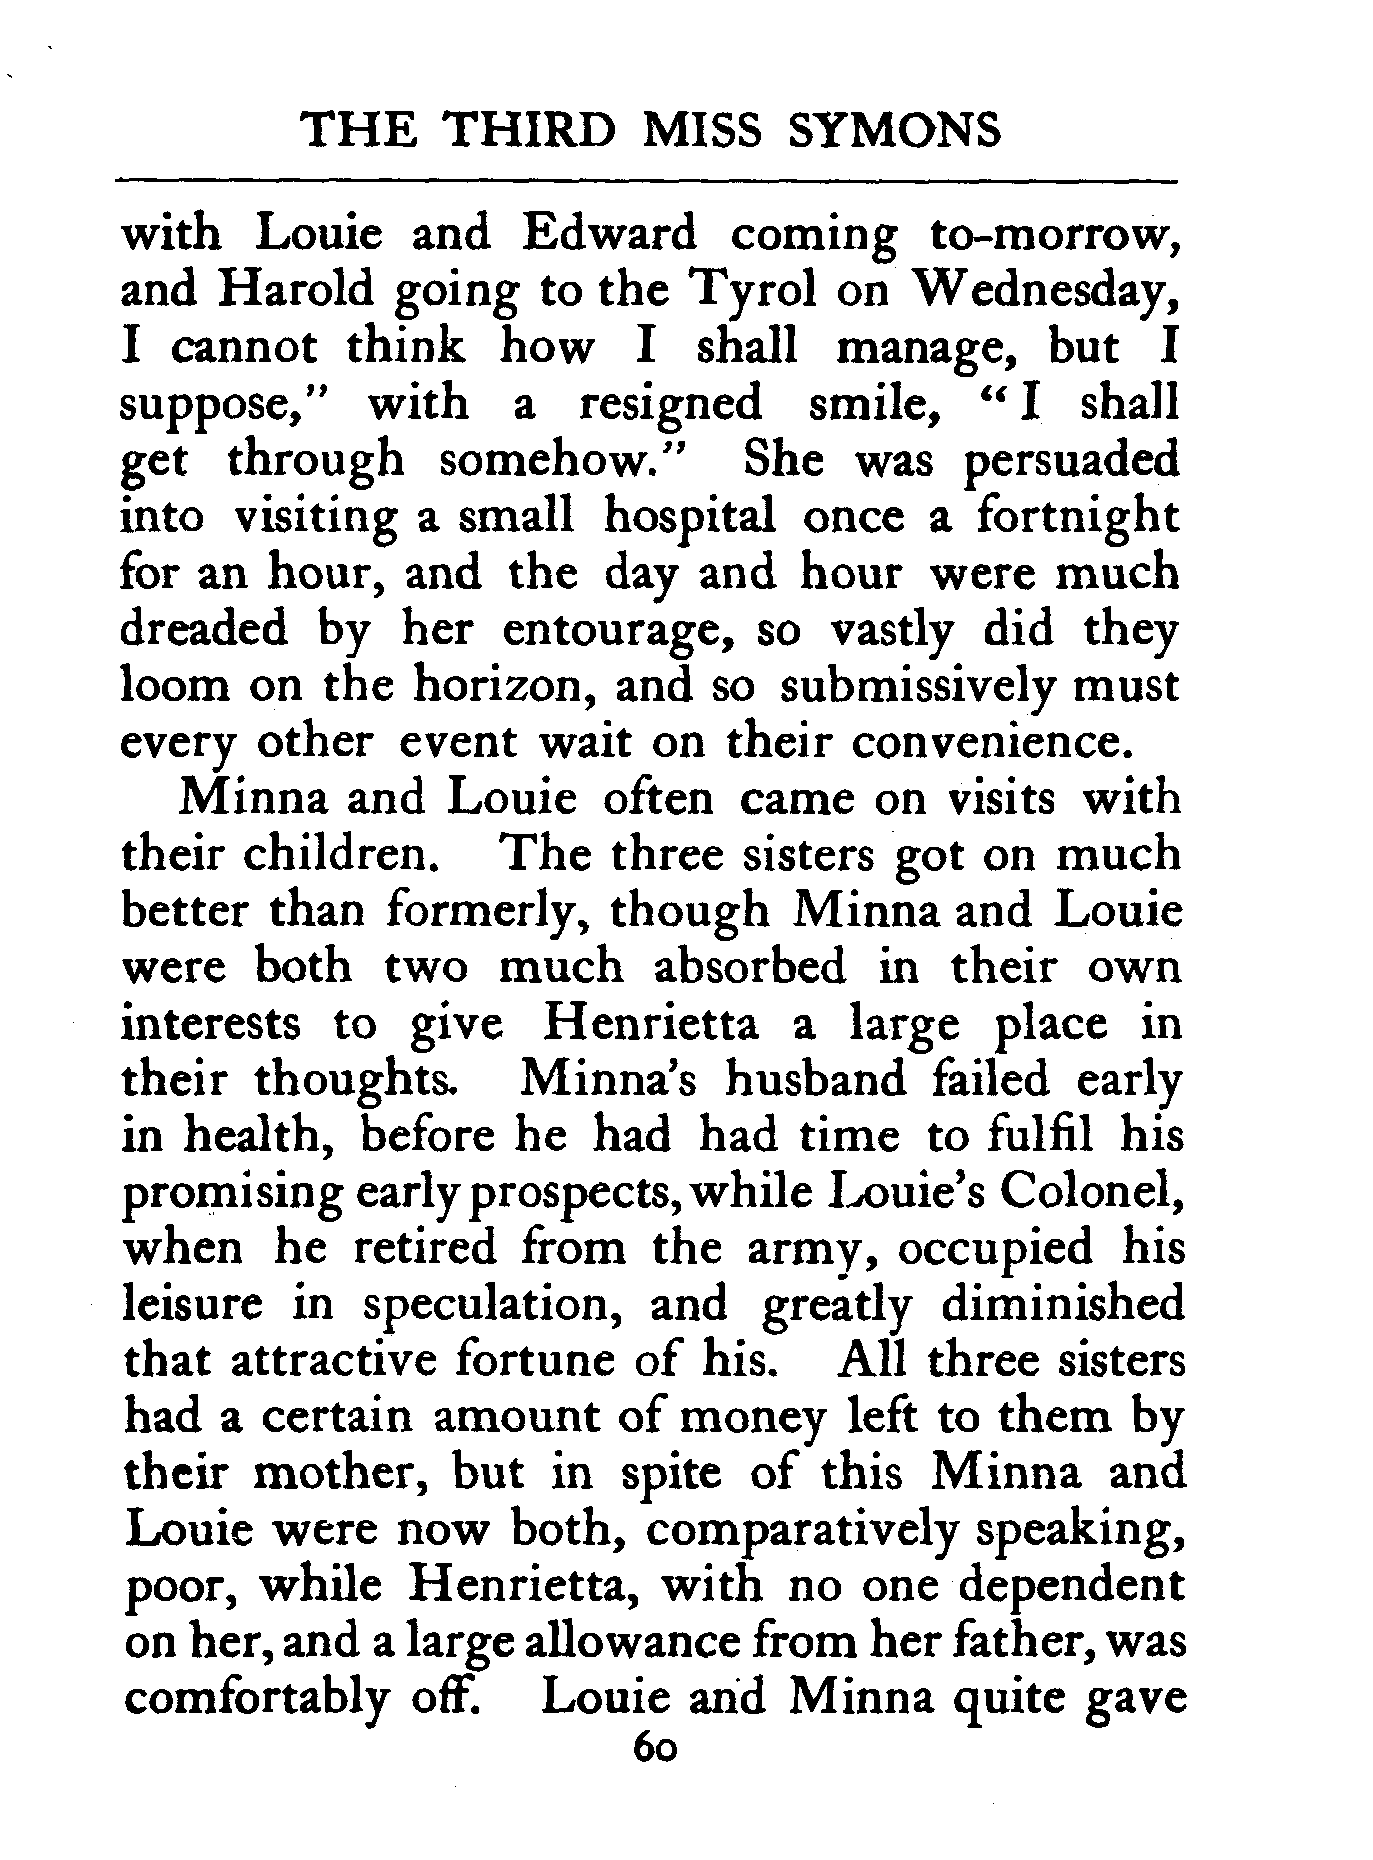 THE THIRD MISS SYMONS
with Louie and Edward coming to-morrow,
and Harold going to the Tyrol on Wednesday,
I cannot think how I shall manage, but I
suppose,” with a resigned smile, “I shall
get through somehow.” She was persuaded
into visiting a small hospital once a fortnight
for an hour, and the day and hour were much
dreaded by her entourage, so vastly did they
loom on the horizon, and so submissively must
every other event wait on their convenience.
Minna and Louie often came on visits with
their children. The three sisters got on much
better than formerly, though Minna and Louie
were both two much absorbed in their own
interests to give Henrietta a large place in
their thoughts. Minna’s husband failed early
in health, before he had had time to fulfil his
promising early prospects, while Louie’s Colonel,
when he retired from the army, occupied his
leisure in speculation, and greatly diminished
that attractive fortune of his. All three sisters
had a certain amount of money left to them by
their mother, but in spite of this Minna and
Louie were now both, comparatively speaking,
poor, while Henrietta, with no one dependent
on her, and a large allowance from her father, was
comfortably off. Louie and Minna quite gave
60